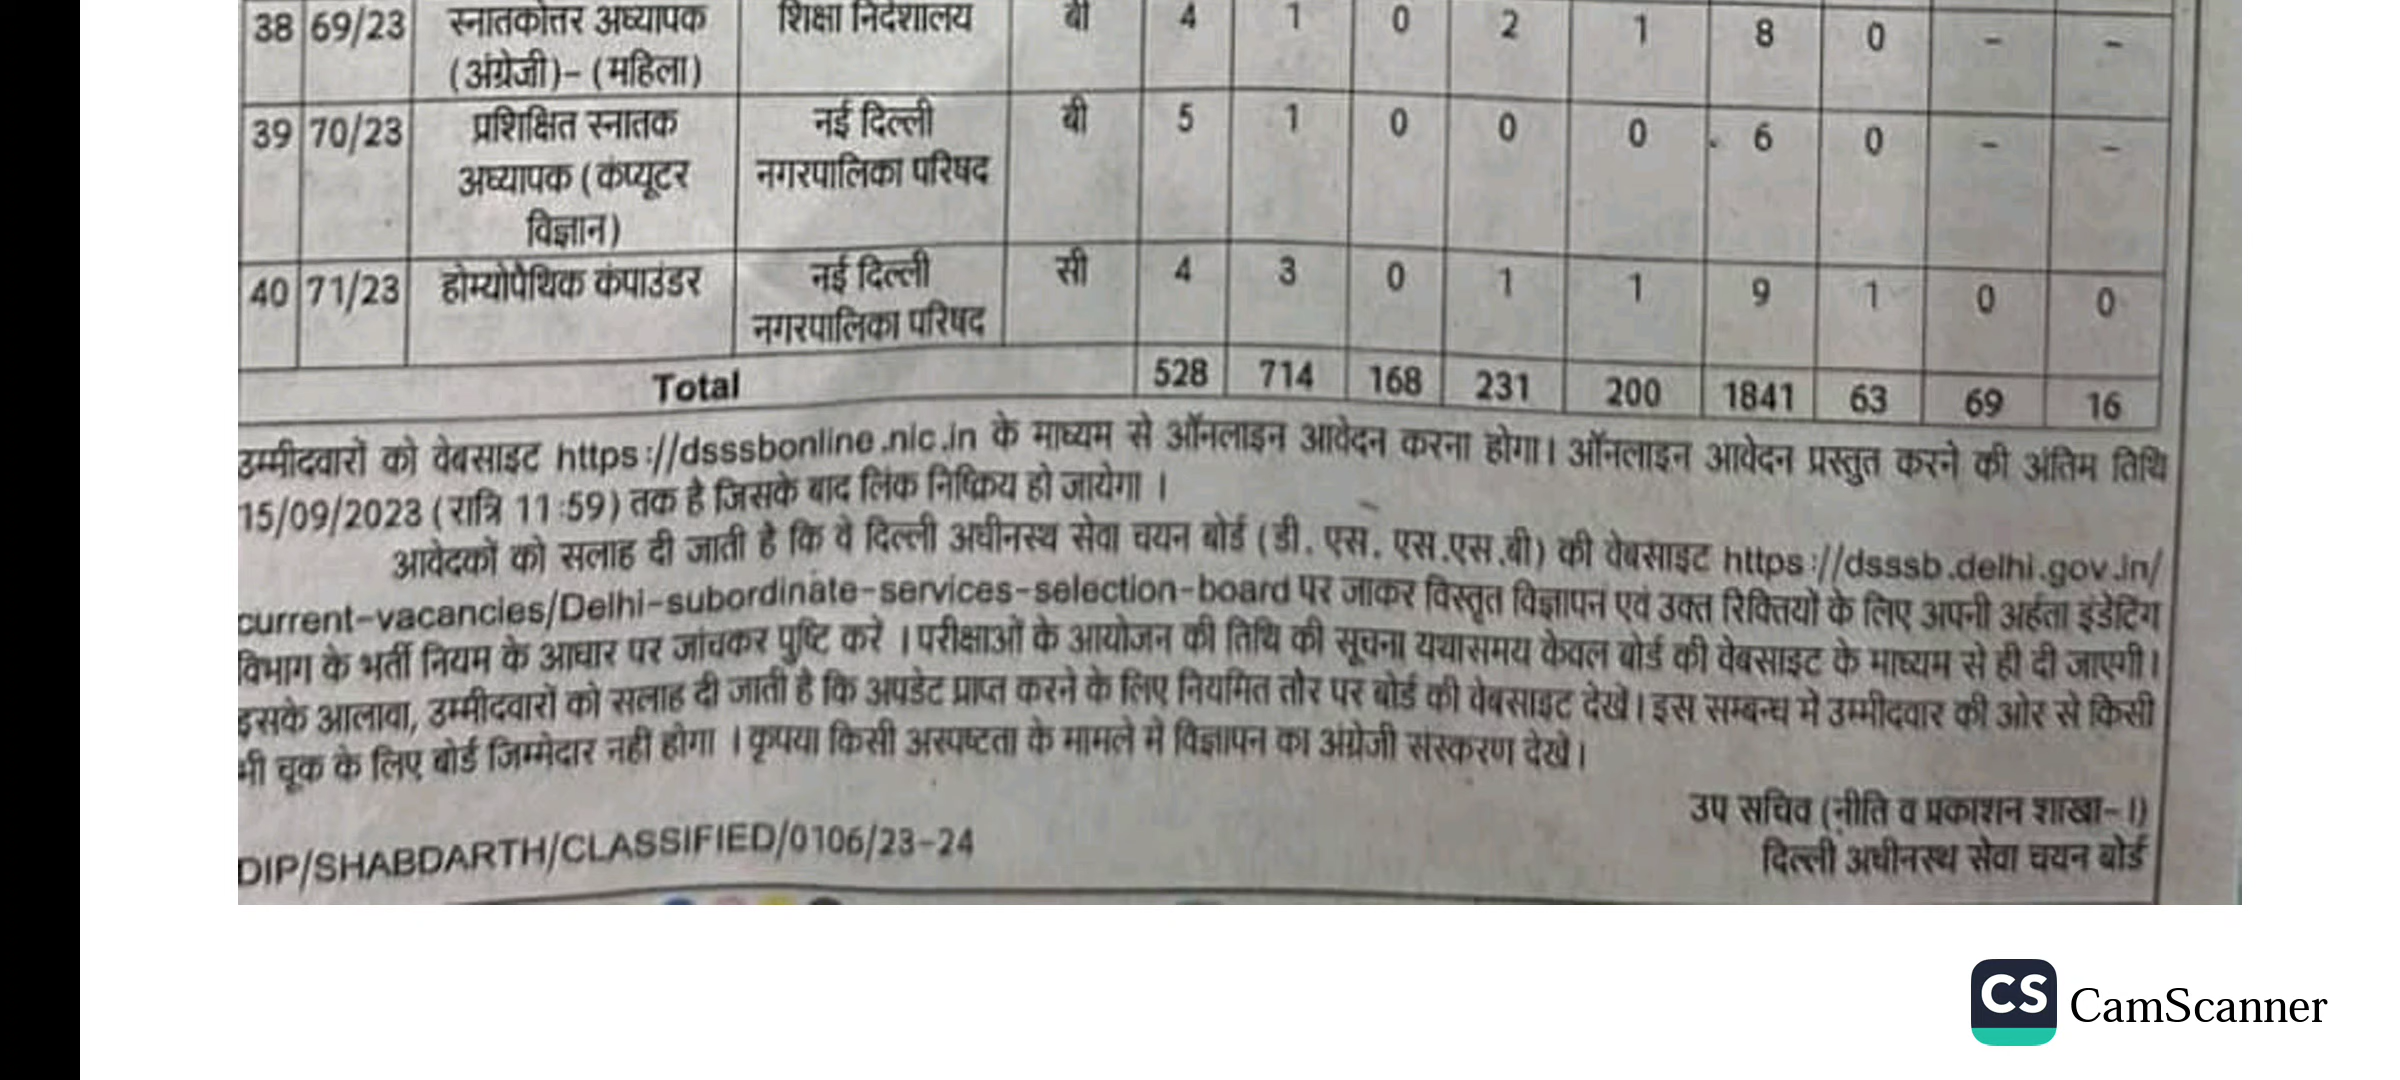 38 69/23 स्नातकोत्तर अध्यापक शिक्षा निदेशालय बी 4 1 0 2 1 8 0 – –
(अंग्रेजी)– (महिला)
39 70/23 प्रशिक्षित स्नातक नई दिल्ली बी 5 1 0 0 0 6 0 – –
अध्यापक (कंप्यूटर नगरपालिका परिषद
विज्ञान)
40 71/23 होम्योपैथिक कंपाउंडर नई दिल्ली सी 4 3 0 1 1 9 1 0 0
नगरपालिका परिषद
Total 528 714 168 231 200 1841 63 69 16
उम्मीदवारों को वेबसाइट https://dsssbonline.nic.in के माध्यम से ऑनलाइन आवेदन करना होगा। ऑनलाइन आवेदन प्रस्तुत करने की अंतिम तिथि
15/09/2023 (रात्रि 11:59) तक है जिसके बाद लिंक निष्क्रिय हो जायेगा ।
आवेदकों को सलाह दी जाती है कि वे दिल्ली अधीनस्थ सेवा चयन बोर्ड (डी. एस. एस.एस.बी) की वेबसाइट https://dsssb.delhi.gov.in/
current-vacancies/Delhi-subordinate-services-selection-board पर जाकर विस्तृत विज्ञापन एवं उक्त रिक्तियों के लिए अपनी अर्हता इंडेटिंग
विभाग के भर्ती नियम के आधार पर जांचकर पुष्टि करें । परीक्षाओं के आयोजन की तिथि की सूचना यथासमय केवल बोर्ड की वेबसाइट के माध्यम से ही दी जाएगी।
इसके आलावा, उम्मीदवारों को सलाह दी जाती है कि अपडेट प्राप्त करने के लिए नियमित तौर पर बोर्ड की वेबसाइट देखें। इस सम्बन्ध में उम्मीदवार की ओर से किसी
भी चूक के लिए बोर्ड जिम्मेदार नहीं होगा । कृपया किसी अस्पष्टता के मामले में विज्ञापन का अंग्रेजी संस्करण देखें।
उप सचिव (नीति व प्रकाशन शाखा-I)
दिल्ली अधीनस्थ सेवा चयन बोर्ड
DIP/SHABDARTH/CLASSIFIED/0106/23-24
CS CamScanner